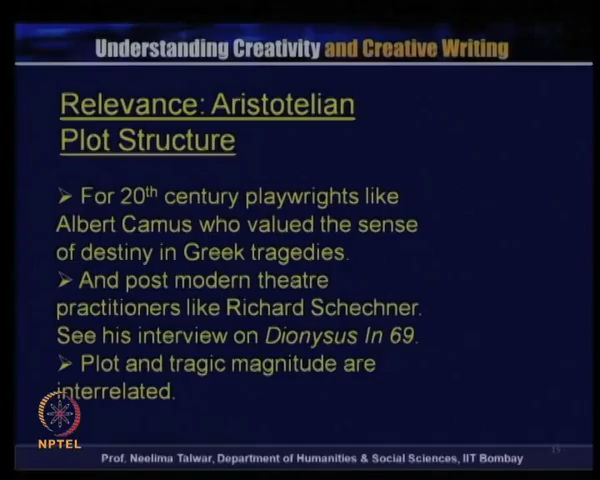 Understanding Creativity and Creative Writing
Relevance: Aristotelian
Plot Structure
➢ For 20th century playwrights like
Albert Camus who valued the sense
of destiny in Greek tragedies.
➢ And post modern theatre
practitioners like Richard Schechner.
See his interview on Dionysus In 69.
➢ Plot and tragic magnitude are
interrelated.
NPTEL
15
Prof. Neelima Talwar, Department of Humanities & Social Sciences, IIT Bombay